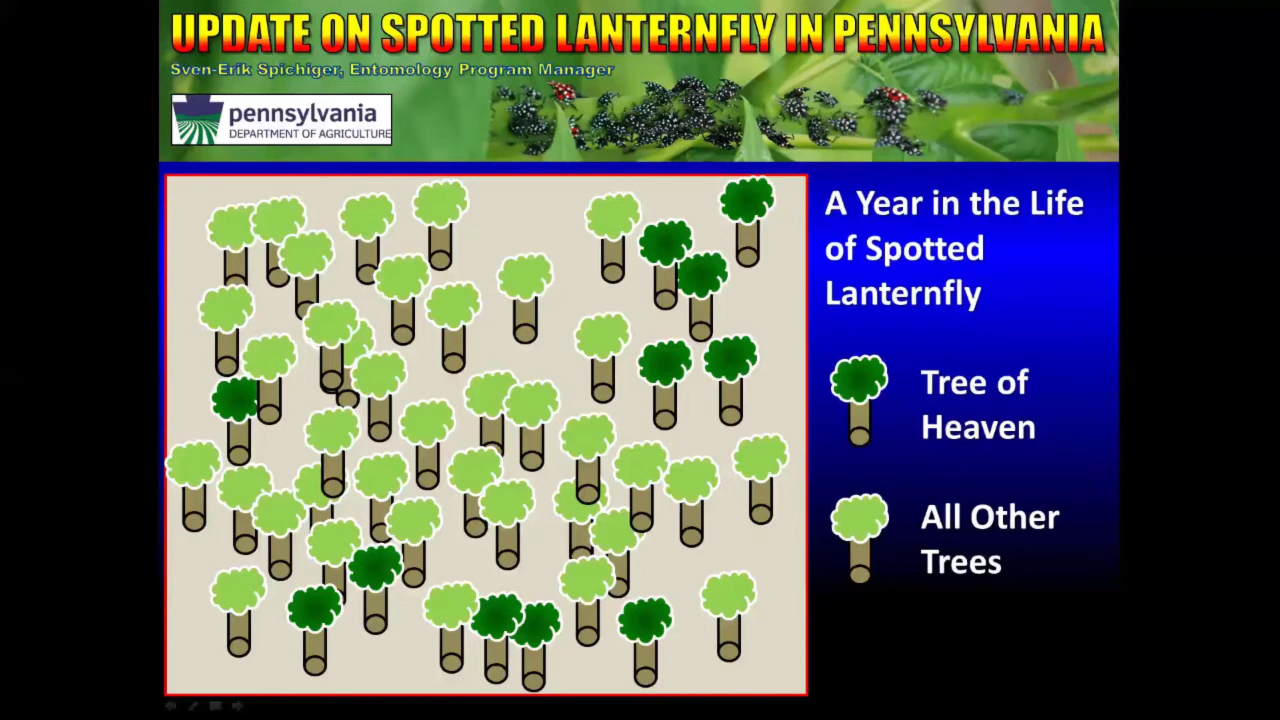 UPDATE ON SPOTTED LANTERNFLY IN PENNSYLVANIA
Sven-Erik Spichiger, Entomology Program Manager
pennsylvania
DEPARTMENT OF AGRICULTURE
A Year in the Life
of Spotted
Lanternfly
Tree of
Heaven
All Other
Trees